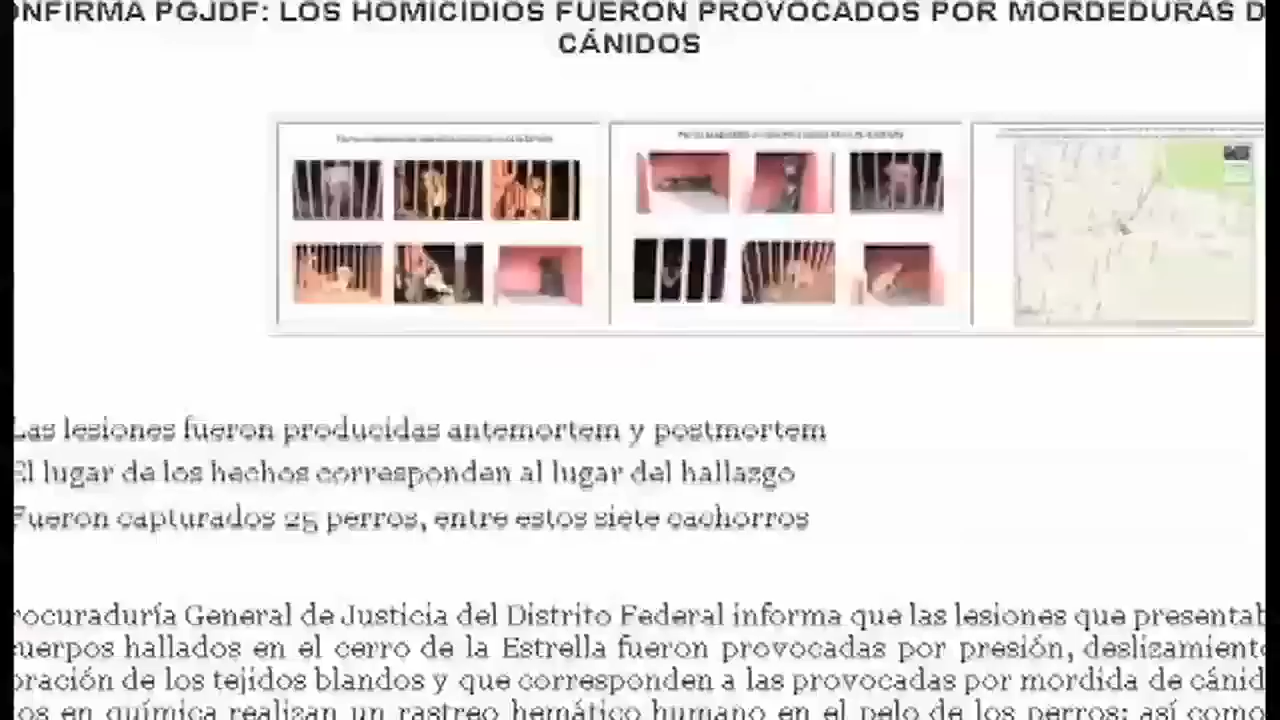 ONFIRMA PGJDF: LOS HOMICIDIOS FUERON PROVOCADOS POR MORDEDURAS D
CÁNIDOS
Las lesiones fueron producidas antemortem y postmortem
El lugar de los hechos corresponden al lugar del hallazgo
Fueron capturados 25 perros, entre estos siete cachorros
rocuraduría General de Justicia del Distrito Federal informa que las lesiones que presentab
uerpos hallados en el cerro de la Estrella fueron provocadas por presión, deslizamiento
oración de los tejidos blandos y que corresponden a las provocadas por mordida de cánid
os en química realizan un rastreo hemático humano en el pelo de los perros; así como